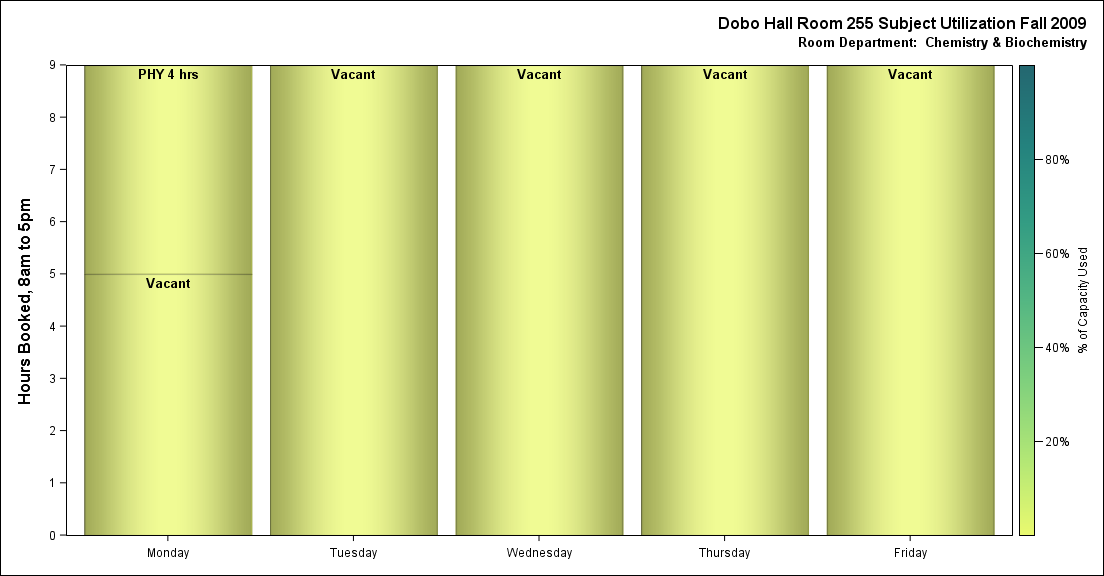 Dobo Hall Room 255 Subject Utilization Fall 2009
Room Department:  Chemistry & Biochemistry
Hours Booked, 8am to 5pm
9
8
7
6
5
4
3
2
1
0
PHY 4 hrs
Vacant
Vacant
Vacant
Vacant
Vacant
Monday
Tuesday
Wednesday
Thursday
Friday
80%
60%
40%
20%
% of Capacity Used